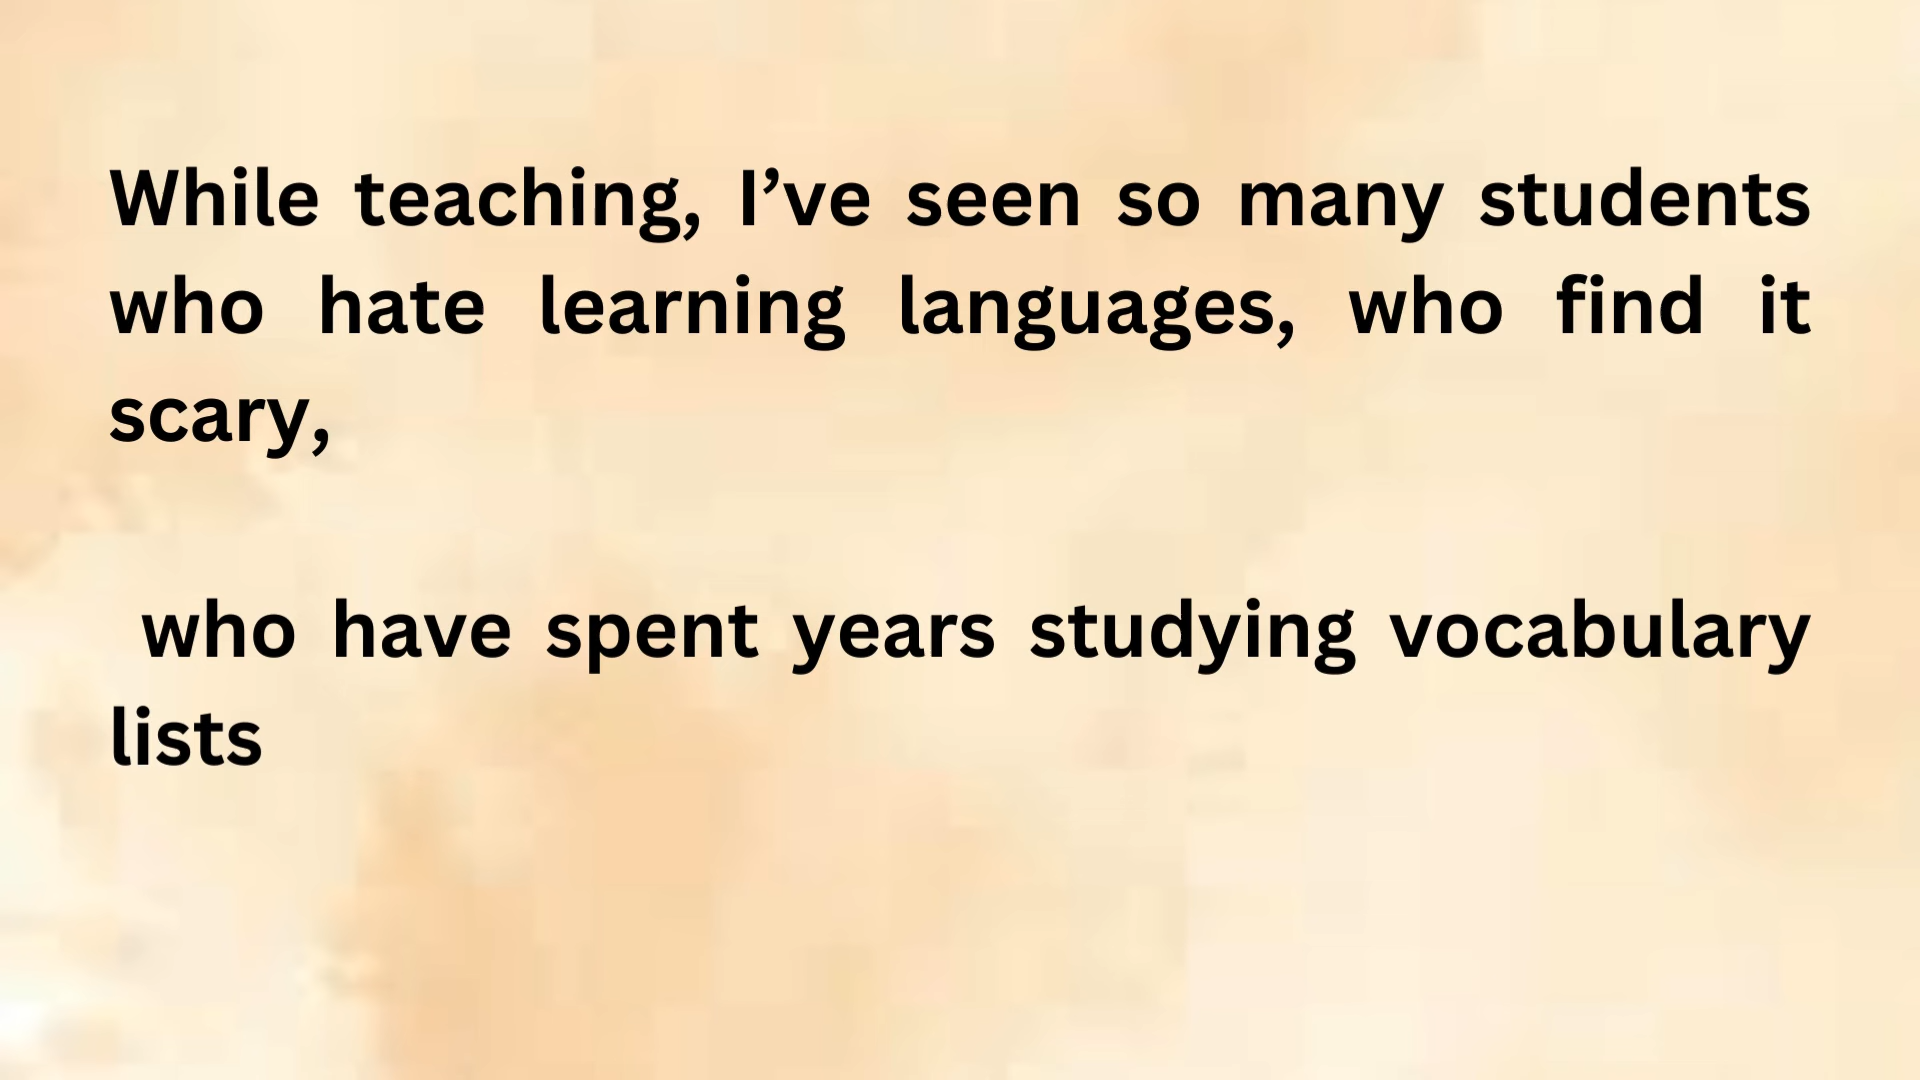 While teaching, I’ve seen so many students
who hate learning languages, who find it
scary,
who have spent years studying vocabulary
lists